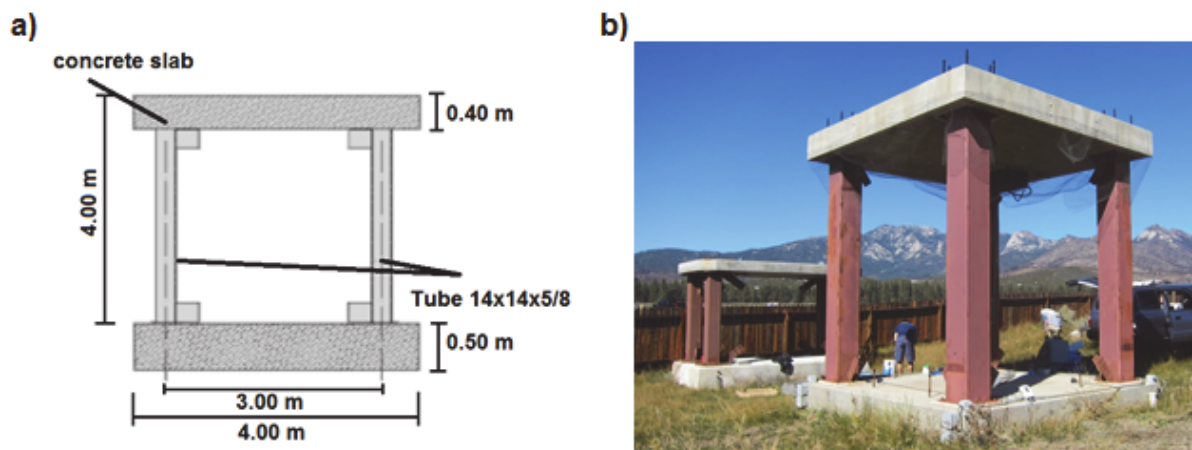 a)
b)
concrete slab
0.40 m
4.00 m
Tube 14x14x5/8
0.50 m
3.00 m
4.00 m